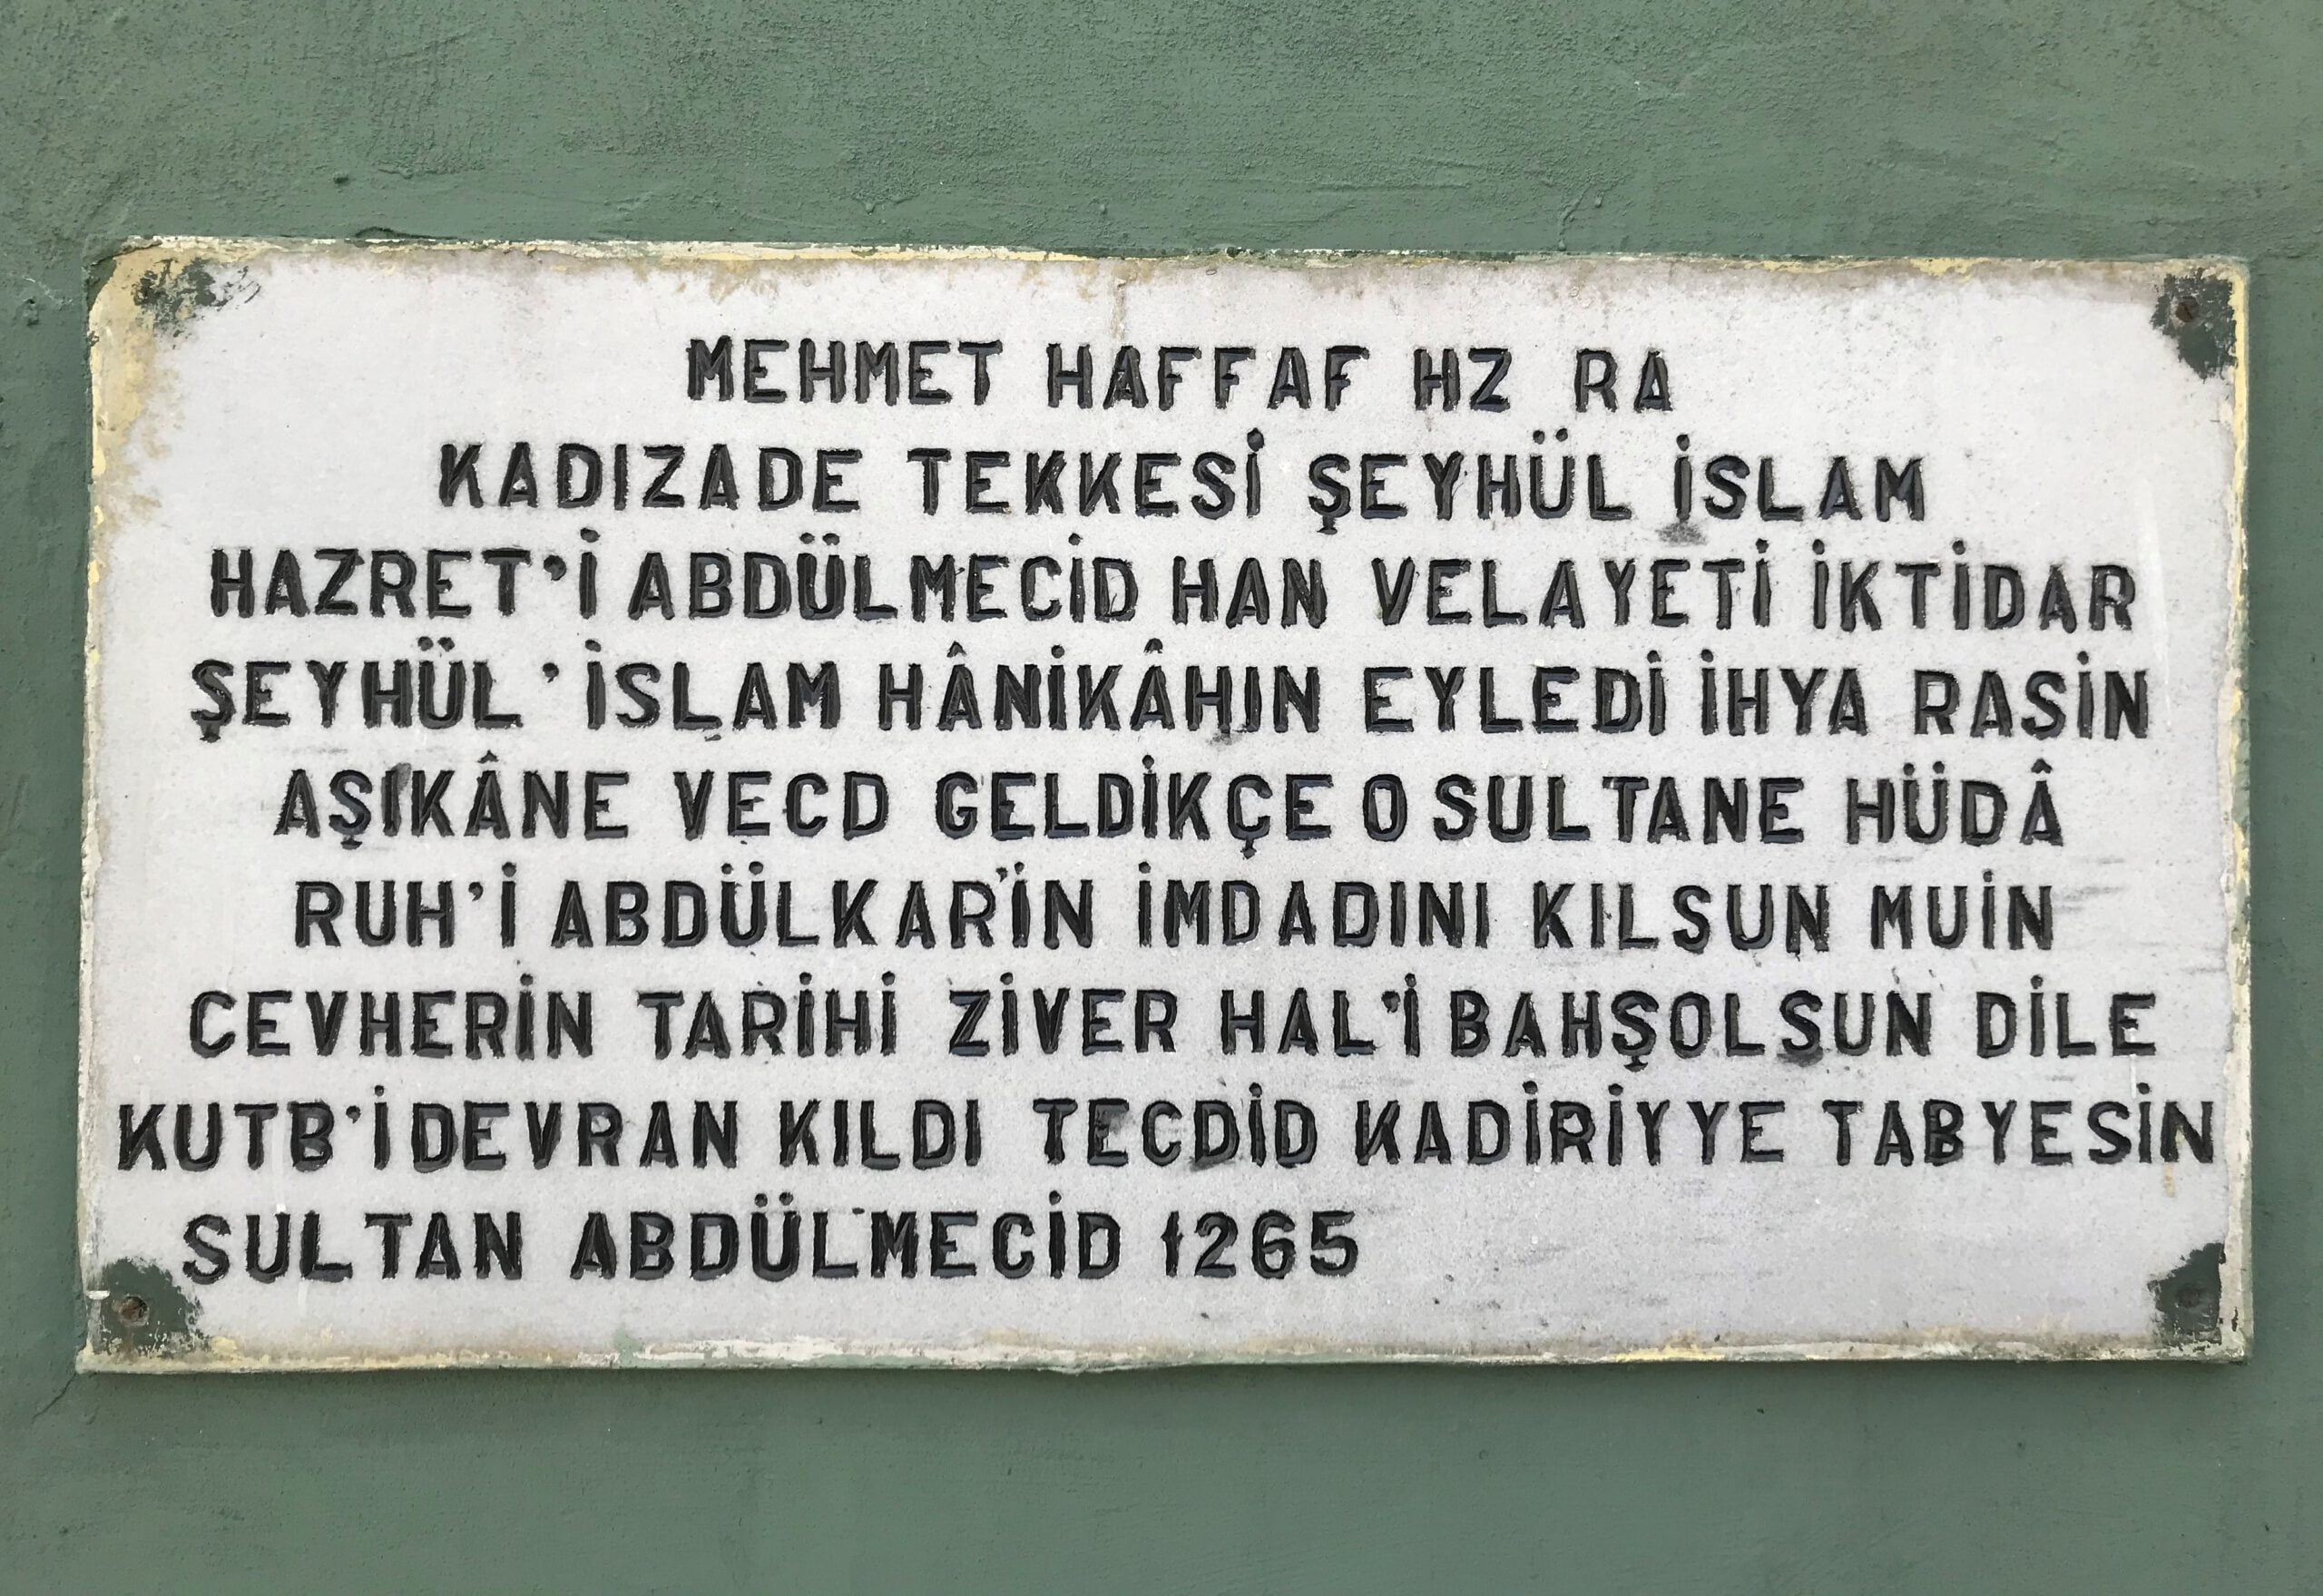 MEHMET HAFFAF HZ RA
KADIZADE TEKKESİ ŞEYHÜL İSLAM
HAZRET'İ ABDÜLMECİD HAN VELAYETİ İKTİDAR
ŞEYHÜL' İSLAM HÂNİKÂHIN EYLEDİ İHYA RASİN
AŞIKÂNE VECD GELDİKÇE O SULTANE HÜDÂ
RUH'İ ABDÜLKAR'İN İMDADINI KILSUN MUİN
CEVHERİN TARİHİ ZİVER HAL'İ BAHŞOLSUN DİLE
KUTB'İ DEVRAN KILDI TECDİD KADİRİYYE TABYESİN
SULTAN ABDÜLMECİD 1265